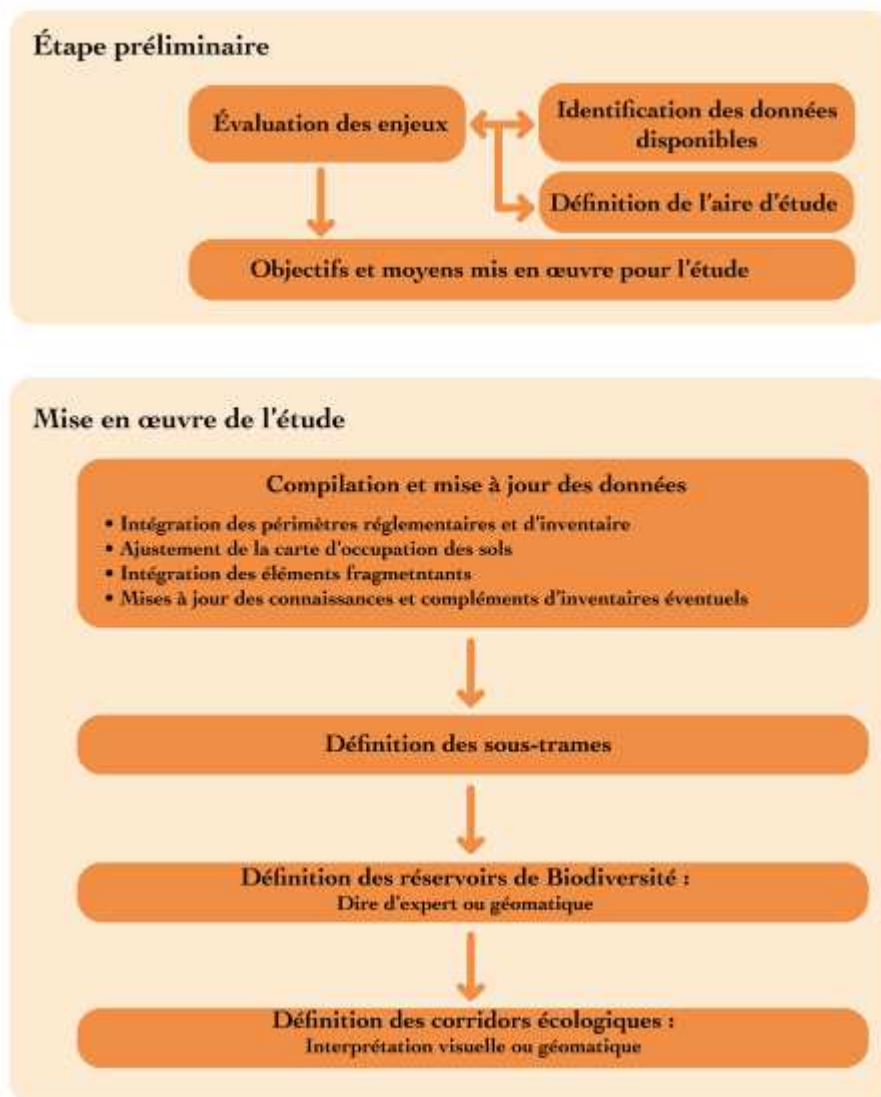 Étape préliminaire
Évaluation des enjeux
Identification des données
disponibles
Définition de l'aire d'étude
Objectifs et moyens mis en œuvre pour l'étude
Mise en œuvre de l'étude
Compilation et mise à jour des données
• Intégration des périmètres réglementaires et d'inventaire
• Ajustement de la carte d'occupation des sols
• Intégration des éléments fragmetntants
• Mises à jour des connaissances et compléments d'inventaires éventuels
Définition des sous-trames
Définition des réservoirs de Biodiversité :
Dire d'expert ou géomatique
Définition des corridors écologiques :
Interprétation visuelle ou géomatique